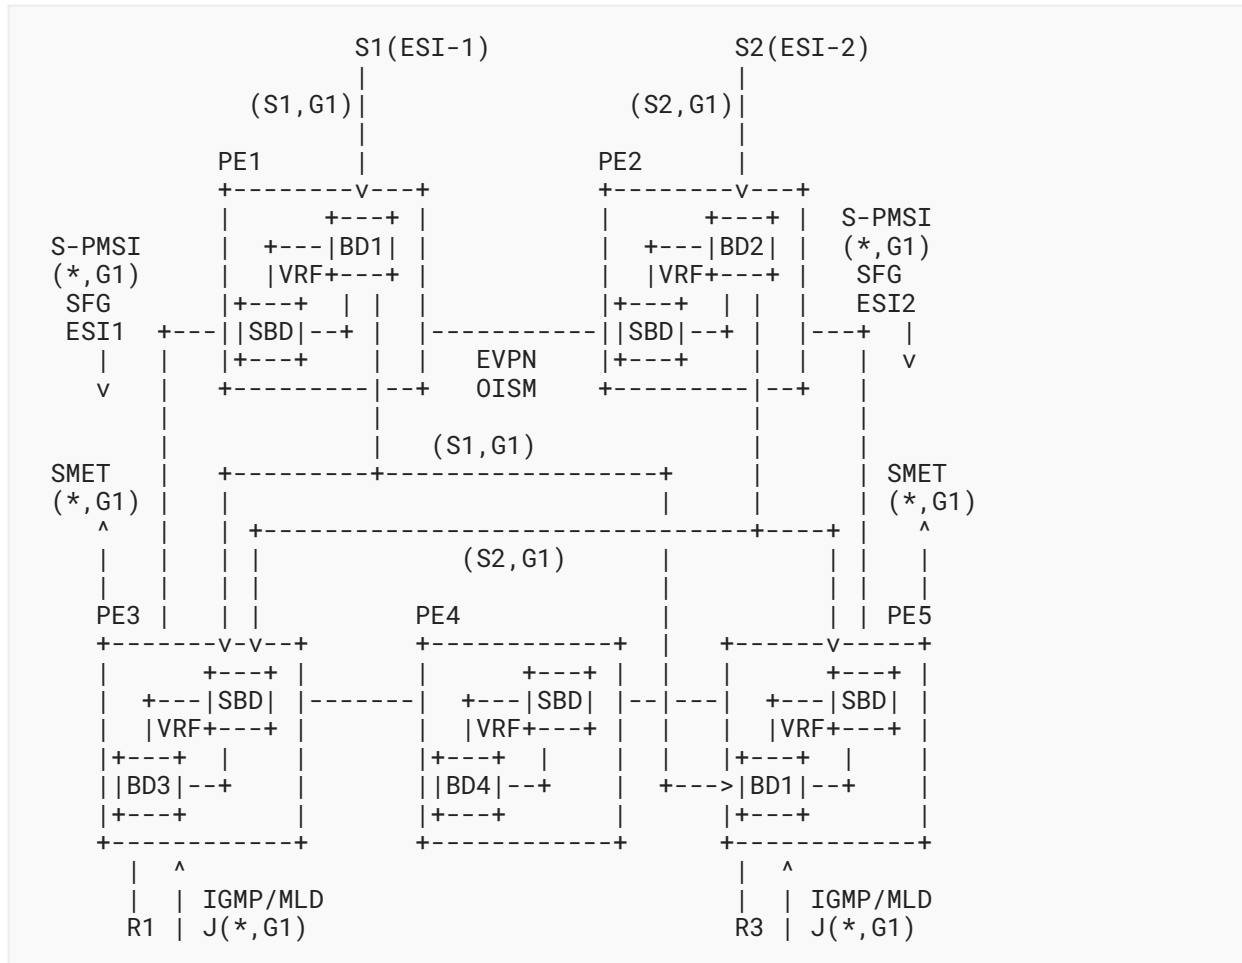 S1(ESI-1) S2(ESI-2)
(S1,G1) (S2,G1)
PE1 PE2
S-PMSI BD1 BD2 S-PMSI
(*,G1) VRF VRF (*,G1)
SFG SFG
ESI1 SBD SBD ESI2
EVPN
OISM
(S1,G1)
SMET SMET
(*,G1) (*,G1)
(S2,G1)
PE3 PE4 PE5
SBD SBD SBD
VRF VRF VRF
BD3 BD4 BD1
IGMP/MLD IGMP/MLD
R1 J(*,G1) R3 J(*,G1)